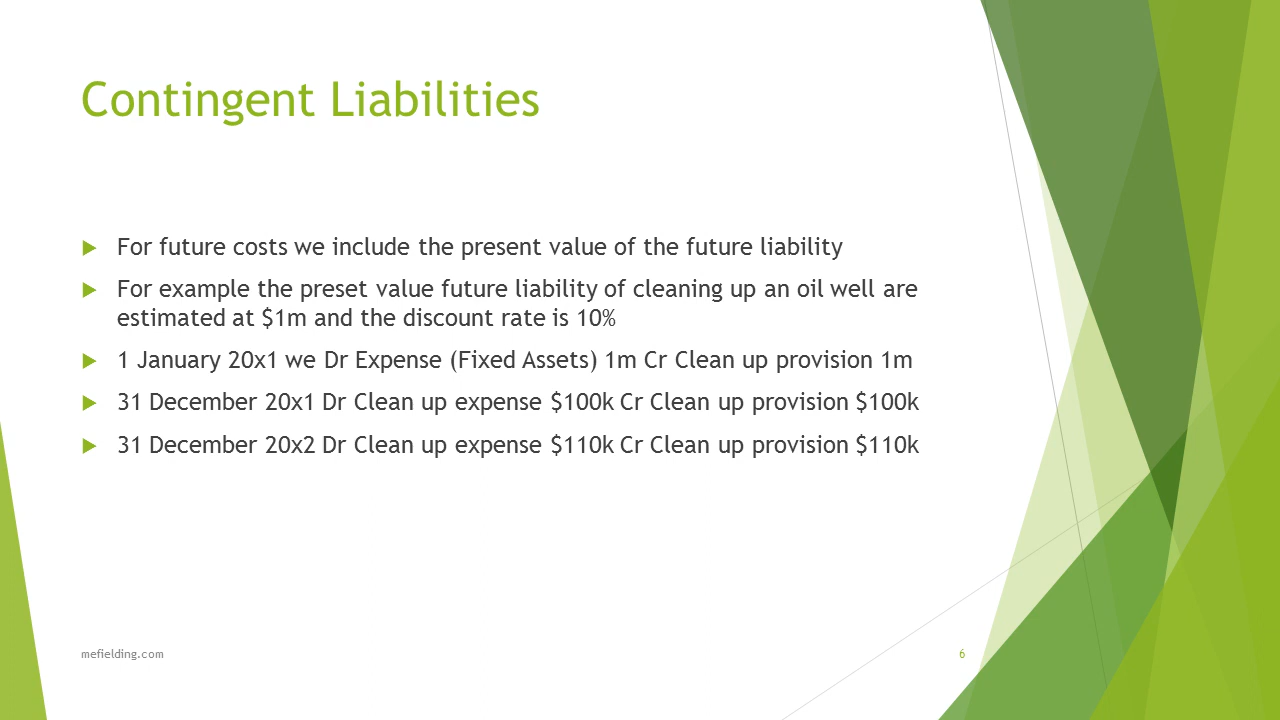 Contingent Liabilities
For future costs we include the present value of the future liability
For example the preset value future liability of cleaning up an oil well are
estimated at $1m and the discount rate is 10%
1 January 20x1 we Dr Expense (Fixed Assets) 1m Cr Clean up provision 1m
31 December 20x1 Dr Clean up expense $100k Cr Clean up provision $100k
31 December 20x2 Dr Clean up expense $110k Cr Clean up provision $110k
mefielding.com
6